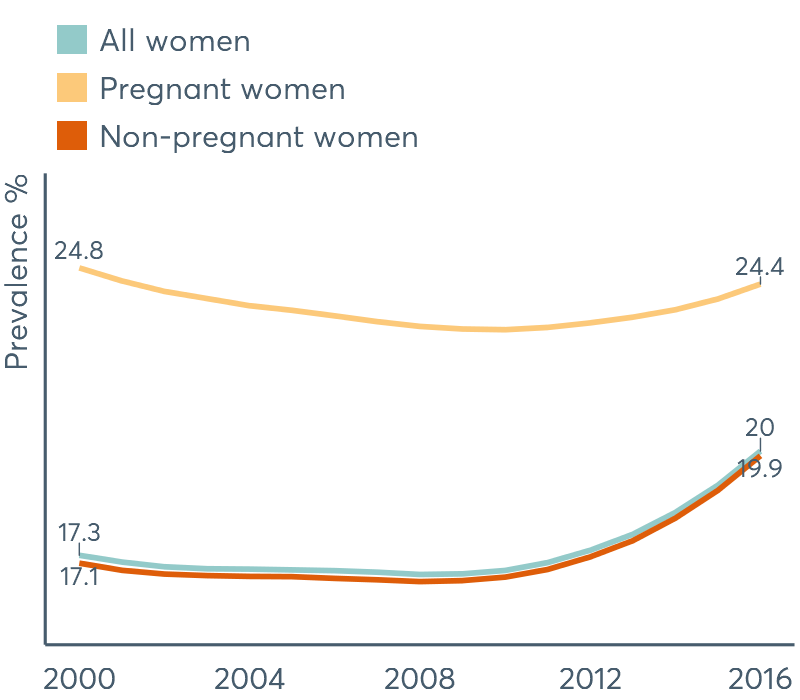 All women
Pregnant women
Non-pregnant women
Prevalence %
24.8
24.4
20
19.9
17.3
17.1
2000 2004 2008 2012 2016